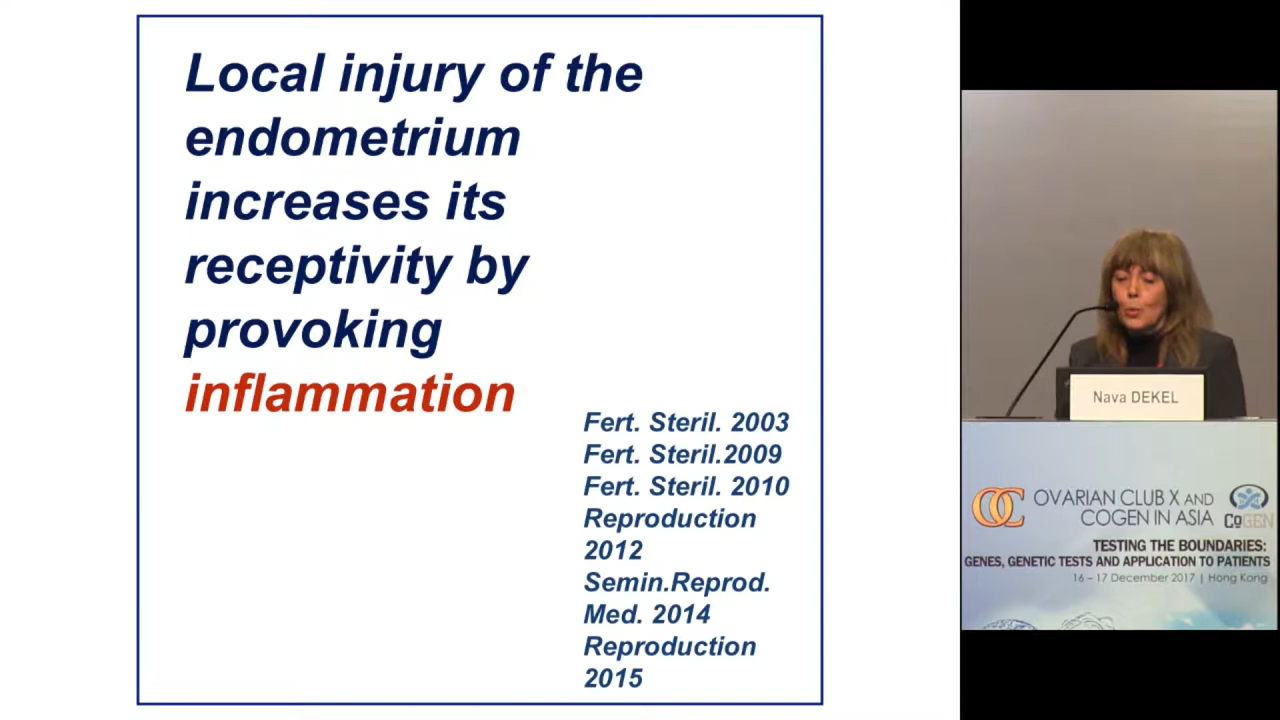 Local injury of the
endometrium
increases its
receptivity by
provoking
inflammation
Fert. Steril. 2003
Fert. Steril.2009
Fert. Steril. 2010
Reproduction
2012
Semin.Reprod.
Med. 2014
Reproduction
2015
Nava DEKEL
OC
OVARIAN CLUB X AND
COGEN IN ASIA
CoGEN
TESTING THE BOUNDARIES:
GENES, GENETIC TESTS AND APPLICATION TO PATIENTS
16 – 17 December 2017 | Hong Kong